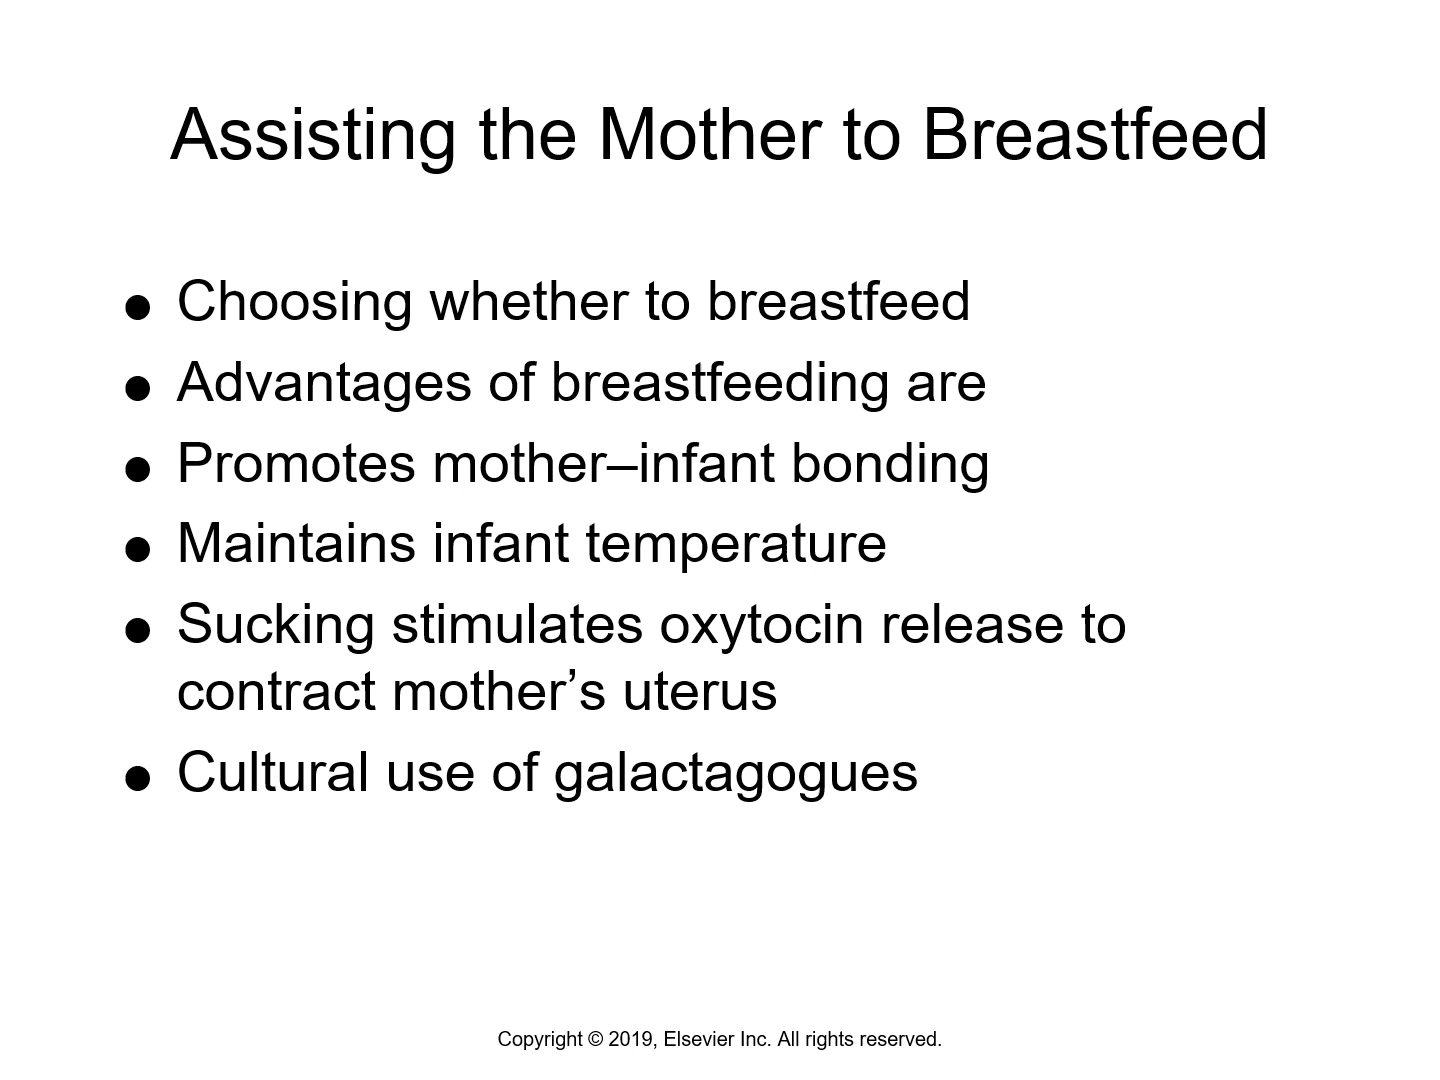 Assisting the Mother to Breastfeed
● Choosing whether to breastfeed
● Advantages of breastfeeding are
● Promotes mother–infant bonding
● Maintains infant temperature
● Sucking stimulates oxytocin release to
contract mother’s uterus
● Cultural use of galactagogues
Copyright © 2019, Elsevier Inc. All rights reserved.